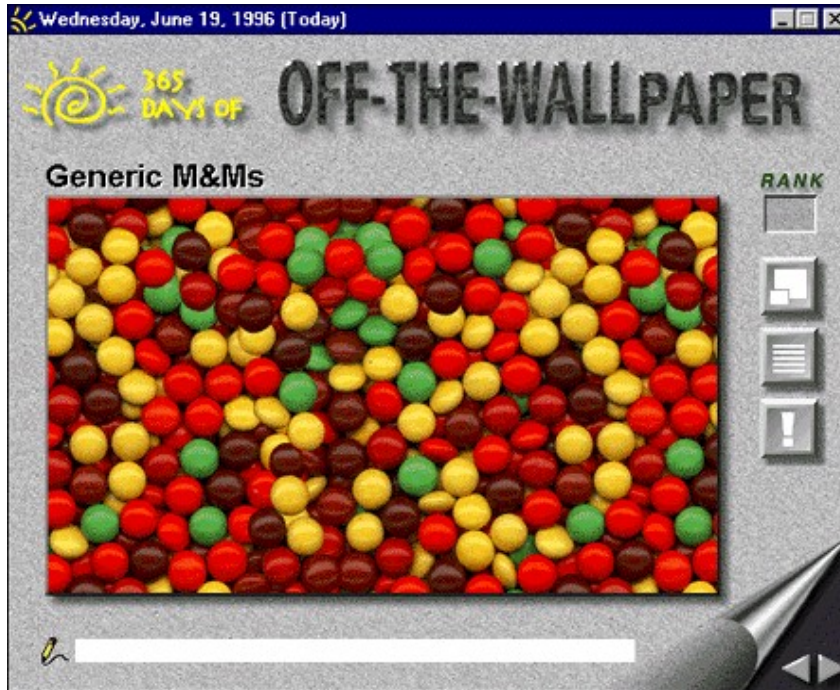 Wednesday, June 19, 1996 (Today)
365
DAYS OF
OFF-THE-WALLPAPER
Generic M&Ms
RANK
!